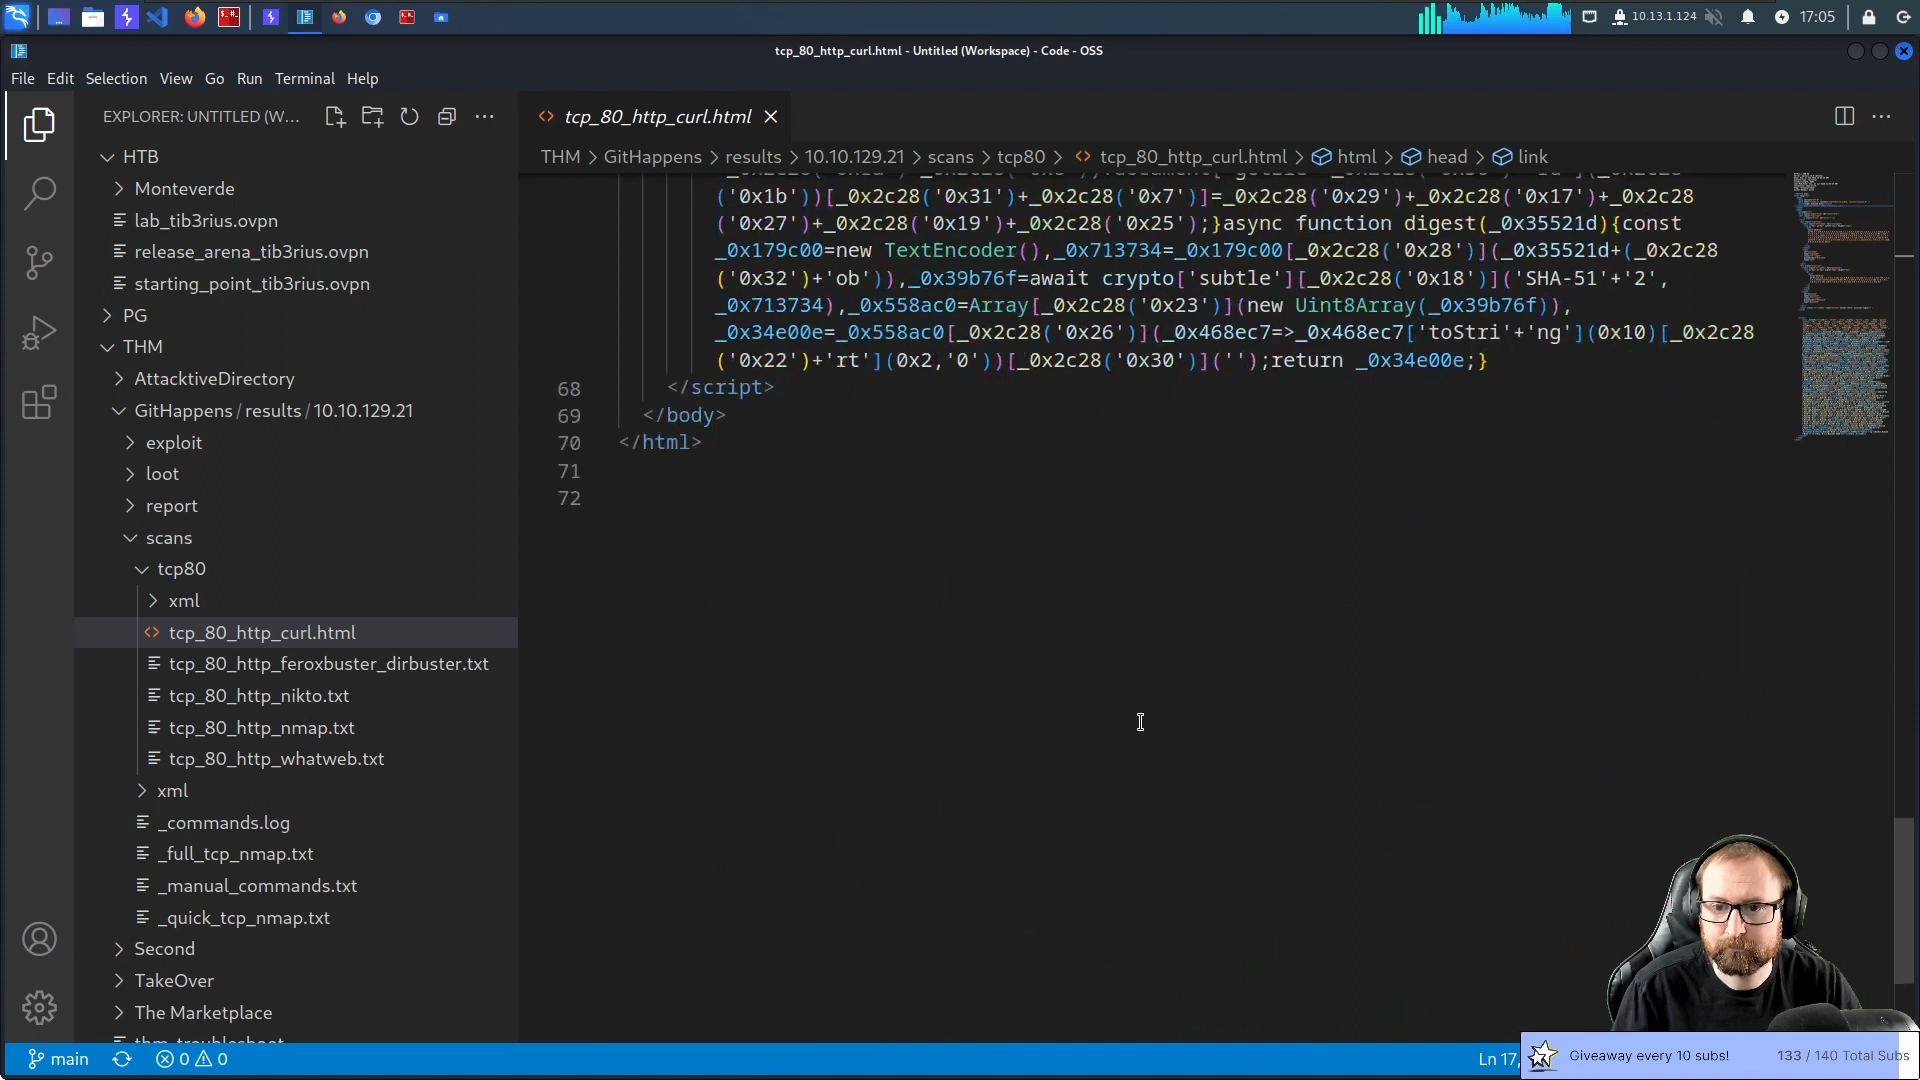 10.13.1.124
17:05
tcp_80_http_curl.html - Untitled (Workspace) - Code - OSS
File Edit Selection View Go Run Terminal Help
EXPLORER: UNTITLED (W...
tcp_80_http_curl.html
THM > GitHappens > results > 10.10.129.21 > scans > tcp80 > tcp_80_http_curl.html > html > head > link
HTB
Monteverde
lab_tib3rius.ovpn
release_arena_tib3rius.ovpn
starting_point_tib3rius.ovpn
PG
THM
AttacktiveDirectory
GitHappens / results / 10.10.129.21
exploit
loot
report
scans
tcp80
xml
tcp_80_http_curl.html
tcp_80_http_feroxbuster_dirbuster.txt
tcp_80_http_nikto.txt
tcp_80_http_nmap.txt
tcp_80_http_whatweb.txt
xml
_commands.log
_full_tcp_nmap.txt
_manual_commands.txt
_quick_tcp_nmap.txt
Second
TakeOver
The Marketplace
('0x1b'))[_0x2c28('0x31')+_0x2c28('0x7')]=_0x2c28('0x29')+_0x2c28('0x17')+_0x2c28
('0x27')+_0x2c28('0x19')+_0x2c28('0x25');}async function digest(_0x35521d){const
_0x179c00=new TextEncoder(),_0x713734=_0x179c00[_0x2c28('0x28')](_0x35521d+(_0x2c28
('0x32')+'ob')),_0x39b76f=await crypto['subtle'][_0x2c28('0x18')]('SHA-51'+'2',
_0x713734),_0x558ac0=Array[_0x2c28('0x23')](new Uint8Array(_0x39b76f)),
_0x34e00e=_0x558ac0[_0x2c28('0x26')](_0x468ec7=>_0x468ec7['toStri'+'ng'](0x10)[_0x2c28
('0x22')+'rt'](0x2,'0'))[_0x2c28('0x30')]('');return _0x34e00e;}
68 </script>
69 </body>
70 </html>
71
72
main
0 0
Ln 17,
Giveaway every 10 subs! 133 / 140 Total Subs